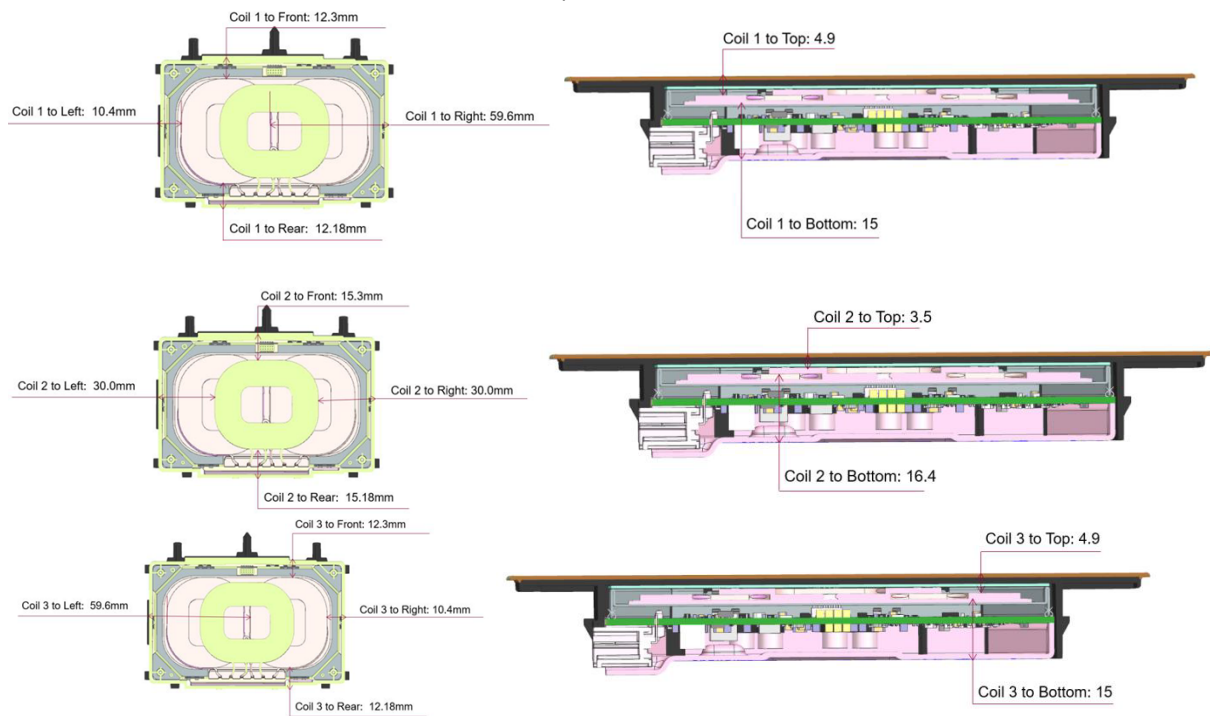 Coil 1 to Front: 12.3mm
Coil 1 to Left: 10.4mm
Coil 1 to Right: 59.6mm
Coil 1 to Rear: 12.18mm
Coil 1 to Top: 4.9
Coil 1 to Bottom: 15
Coil 2 to Front: 15.3mm
Coil 2 to Left: 30.0mm
Coil 2 to Right: 30.0mm
Coil 2 to Rear: 15.18mm
Coil 2 to Top: 3.5
Coil 2 to Bottom: 16.4
Coil 3 to Front: 12.3mm
Coil 3 to Left: 59.6mm
Coil 3 to Right: 10.4mm
Coil 3 to Rear: 12.18mm
Coil 3 to Top: 4.9
Coil 3 to Bottom: 15